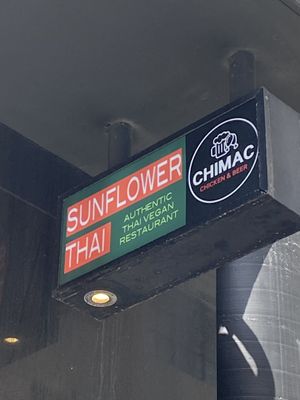 SUNFLOWER
THAI
AUTHENTIC
THAI VEGAN
RESTAURANT
CHIMAC
CHICKEN & BEER